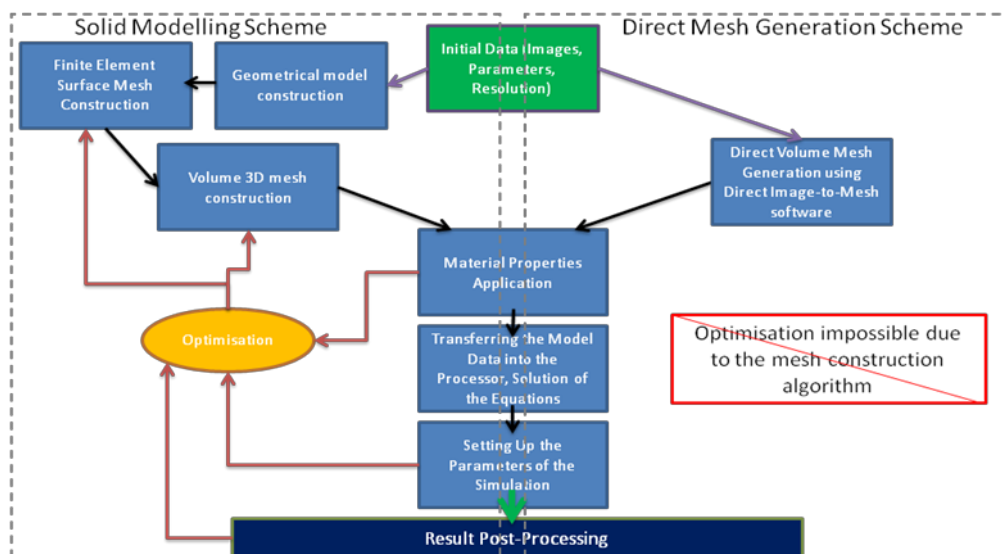 Solid Modelling Scheme
Direct Mesh Generation Scheme
Initial Data (Images,
Parameters,
Resolution)
Finite Element
Surface Mesh
Construction
Geometrical model
construction
Volume 3D mesh
construction
Direct Volume Mesh
Generation using
Direct Image-to-Mesh
software
Material Properties
Application
Optimisation
Transferring the Model
Data into the
Processor, Solution of
the Equations
Optimisation impossible due
to the mesh construction
algorithm
Setting Up the
Parameters of the
Simulation
Result Post-Processing